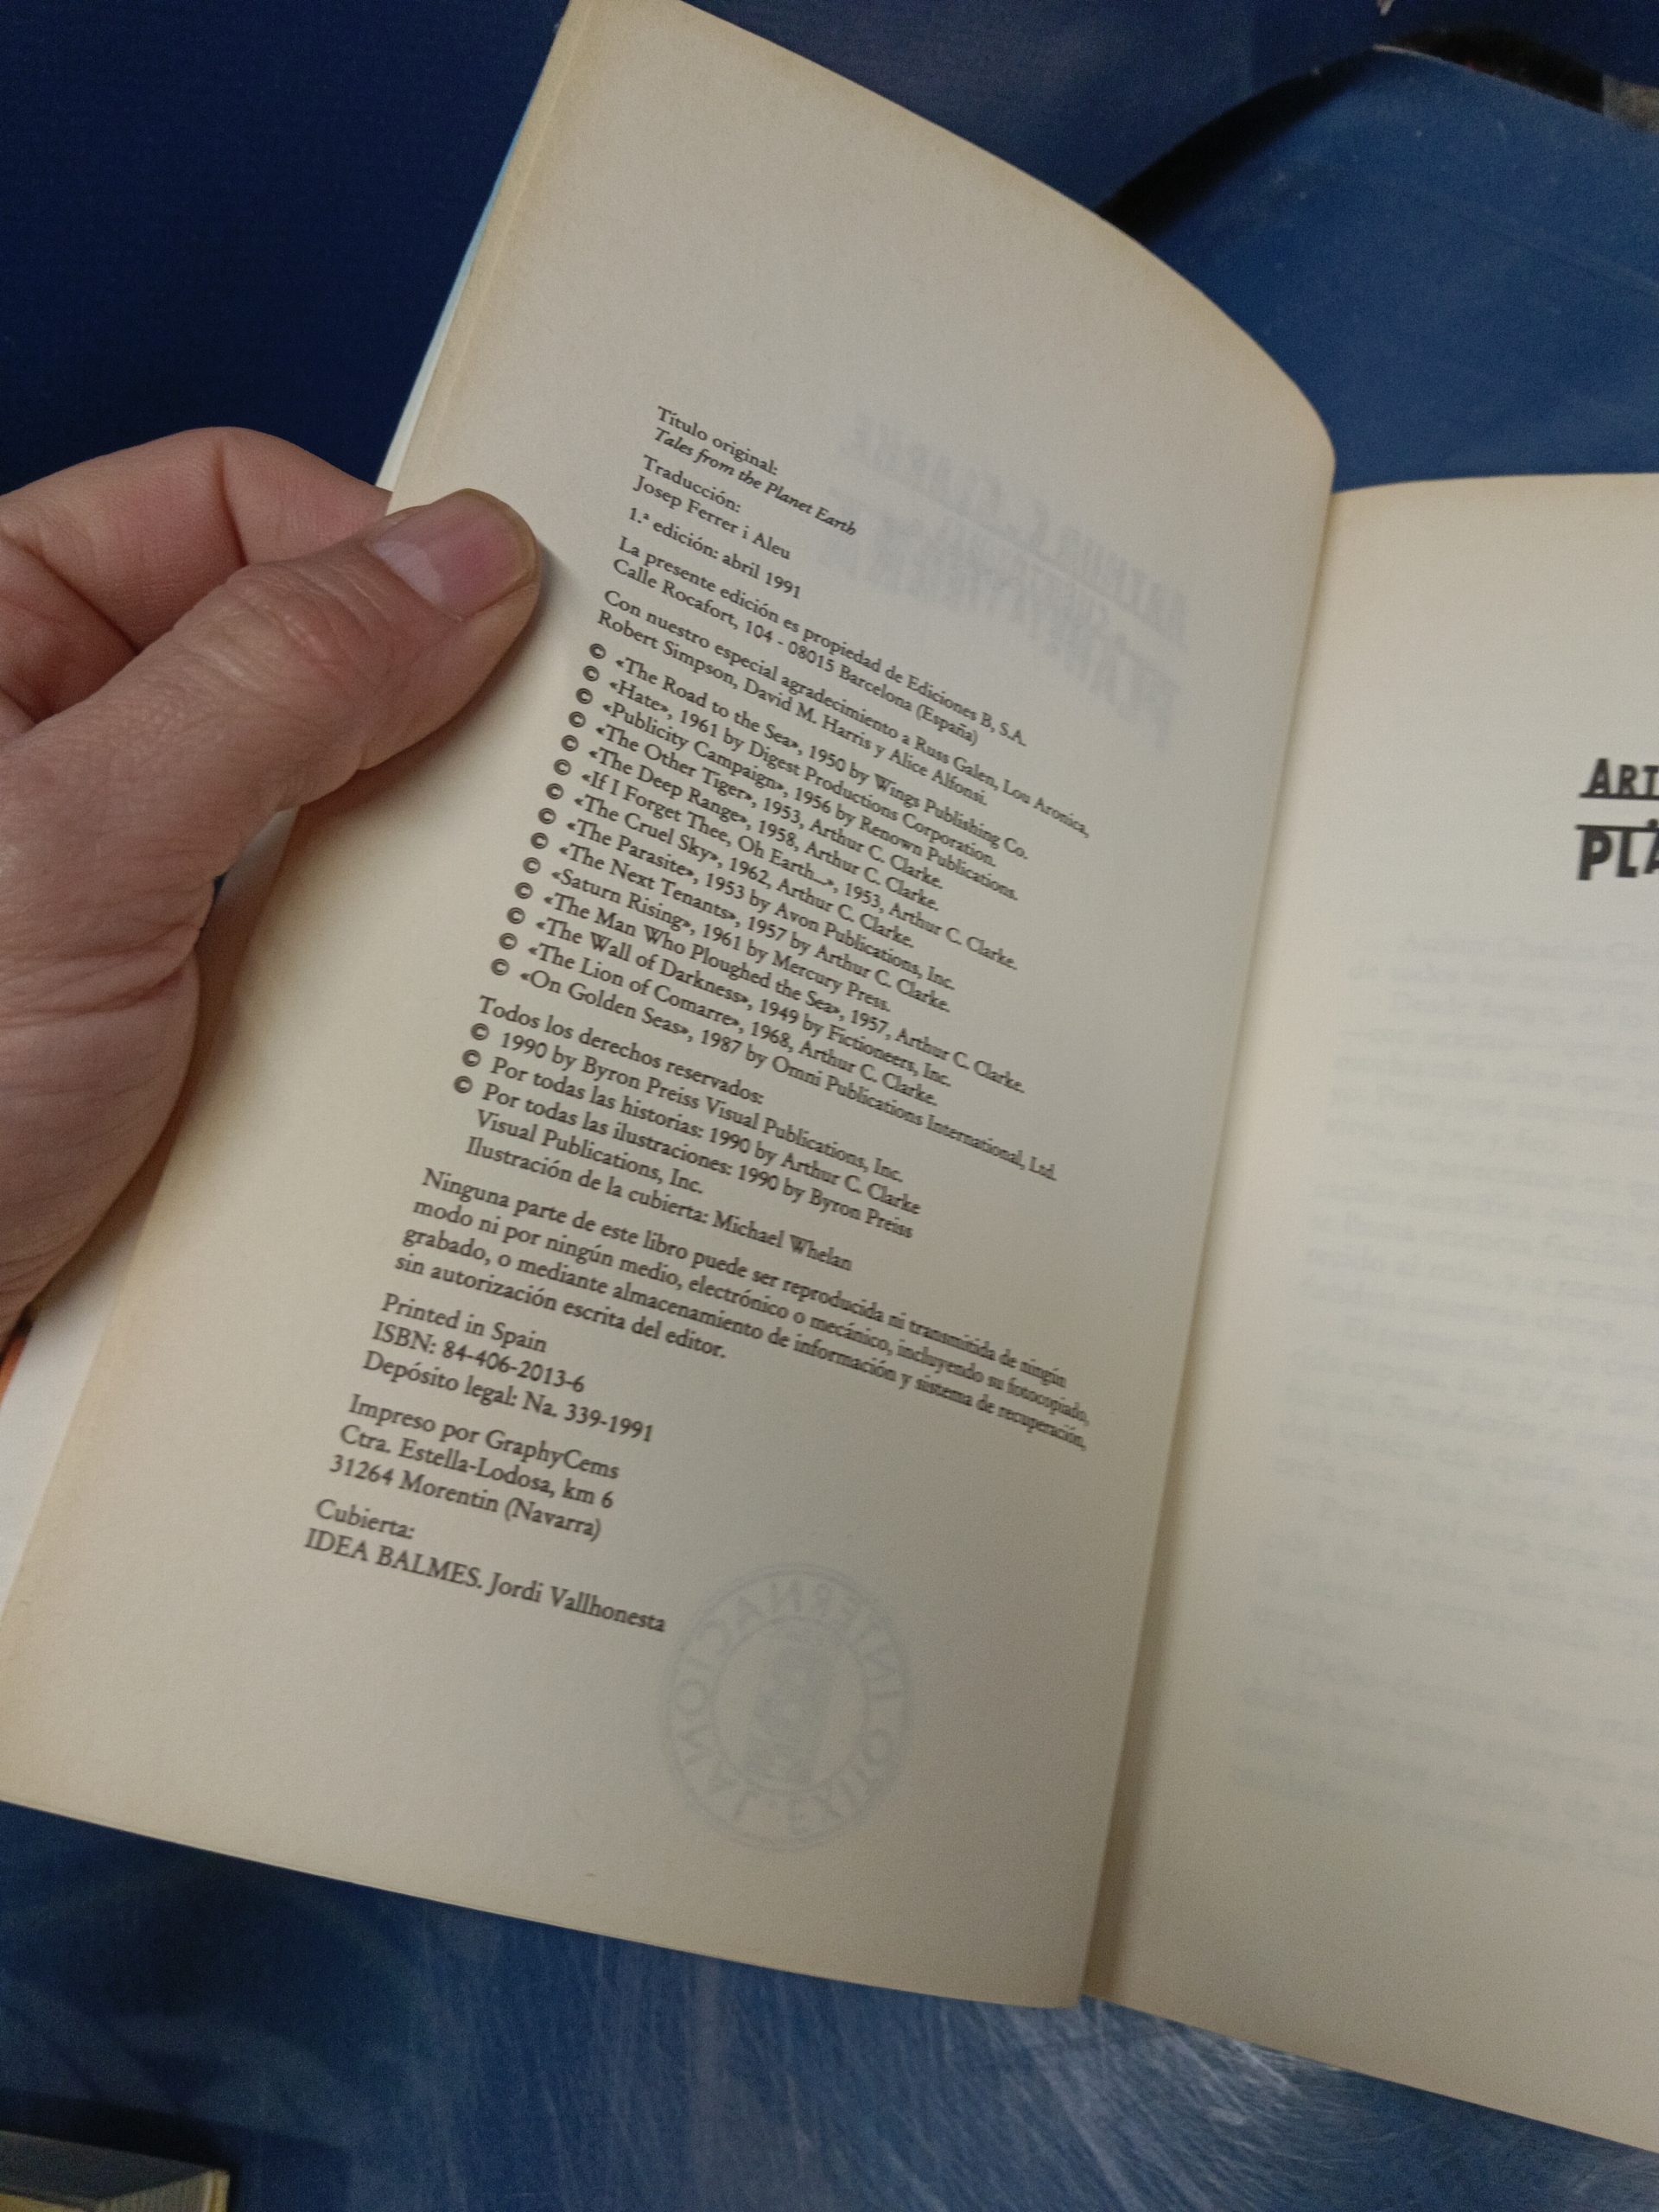 Título original:
Tales from the Planet Earth
Traducción:
Josep Ferrer i Aleu
1.ª edición: abril 1991
La presente edición es propiedad de Ediciones B, S.A.
Calle Rocafort, 104 - 08015 Barcelona (España)
Con nuestro especial agradecimiento a Russ Galen, Lou Aronica,
Robert Simpson, David M. Harris y Alice Alfonsi.
© «The Road to the Sea», 1950 by Wings Publishing Co.
© «Hate», 1961 by Digest Productions Corporation.
© «Publicity Campaign», 1956 by Renown Publications.
© «The Other Tiger», 1953, Arthur C. Clarke.
© «The Deep Range», 1958, Arthur C. Clarke.
© «If I Forget Thee, Oh Earth...», 1953, Arthur C. Clarke.
© «The Cruel Sky», 1962, Arthur C. Clarke.
© «The Parasite», 1953 by Avon Publications, Inc.
© «The Next Tenants», 1957 by Arthur C. Clarke.
© «Saturn Rising», 1961 by Mercury Press.
© «The Man Who Ploughed the Sea», 1957, Arthur C. Clarke.
© «The Wall of Darkness», 1949 by Fictioneers, Inc.
© «The Lion of Comarre», 1968, Arthur C. Clarke.
© «On Golden Seas», 1987 by Omni Publications International, Ltd.
Todos los derechos reservados:
© 1990 by Byron Preiss Visual Publications, Inc.
© Por todas las historias: 1990 by Arthur C. Clarke
© Por todas las ilustraciones: 1990 by Byron Preiss
Visual Publications, Inc.
Ilustración de la cubierta: Michael Whelan
Ninguna parte de este libro puede ser reproducida ni transmitida de ningún
modo ni por ningún medio, electrónico o mecánico, incluyendo su fotocopiado,
grabado, o mediante almacenamiento de información y sistema de recuperación,
sin autorización escrita del editor.
Printed in Spain
ISBN: 84-406-2013-6
Depósito legal: Na. 339-1991
Impreso por GraphyCems
Ctra. Estella-Lodosa, km 6
31264 Morentin (Navarra)
Cubierta:
IDEA BALMES. Jordi Vallhonesta
ART
PLA